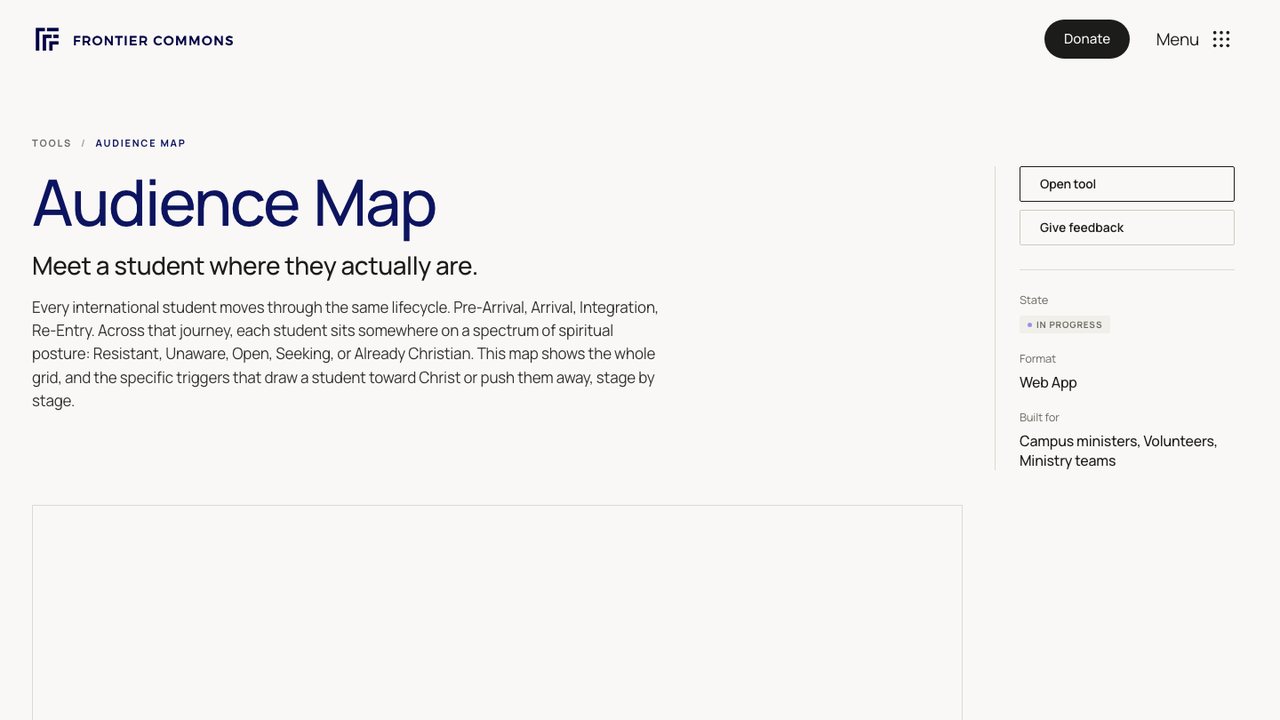 FRONTIER COMMONS
Donate
Menu
TOOLS / AUDIENCE MAP
Audience Map
Meet a student where they actually are.
Every international student moves through the same lifecycle. Pre-Arrival, Arrival, Integration,
Re-Entry. Across that journey, each student sits somewhere on a spectrum of spiritual
posture: Resistant, Unaware, Open, Seeking, or Already Christian. This map shows the whole
grid, and the specific triggers that draw a student toward Christ or push them away, stage by
stage.
Open tool
Give feedback
State
IN PROGRESS
Format
Web App
Built for
Campus ministers, Volunteers,
Ministry teams